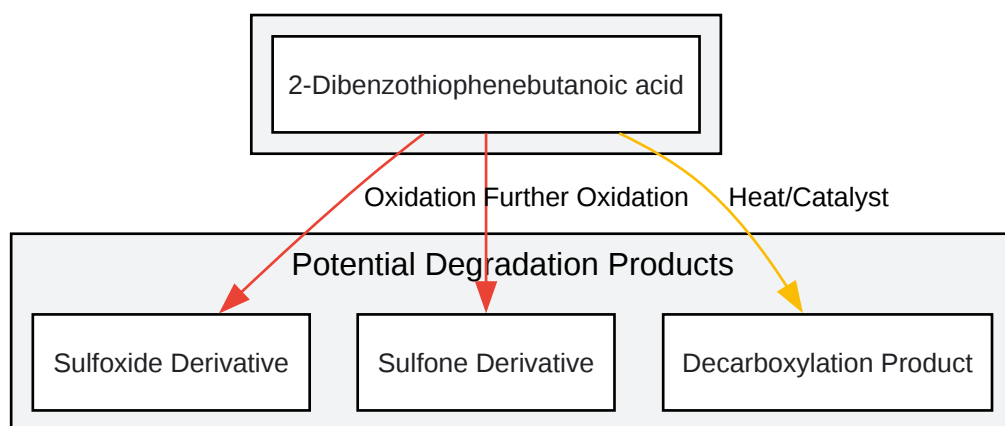 2-Dibenzothiophenebutanoic acid
Oxidation
Further Oxidation
Heat/Catalyst
Potential Degradation Products
Sulfoxide Derivative
Sulfone Derivative
Decarboxylation Product